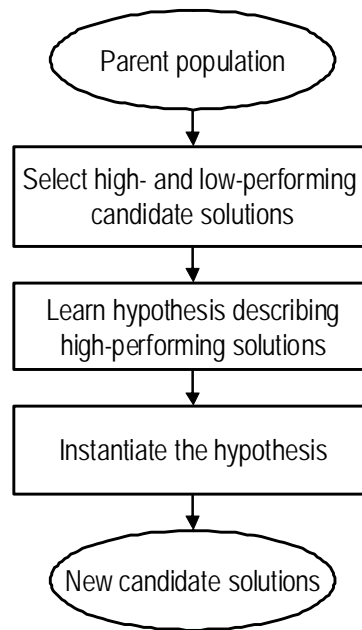 Parent population
Select high- and low-performing
candidate solutions
Learn hypothesis describing
high-performing solutions
Instantiate the hypothesis
New candidate solutions